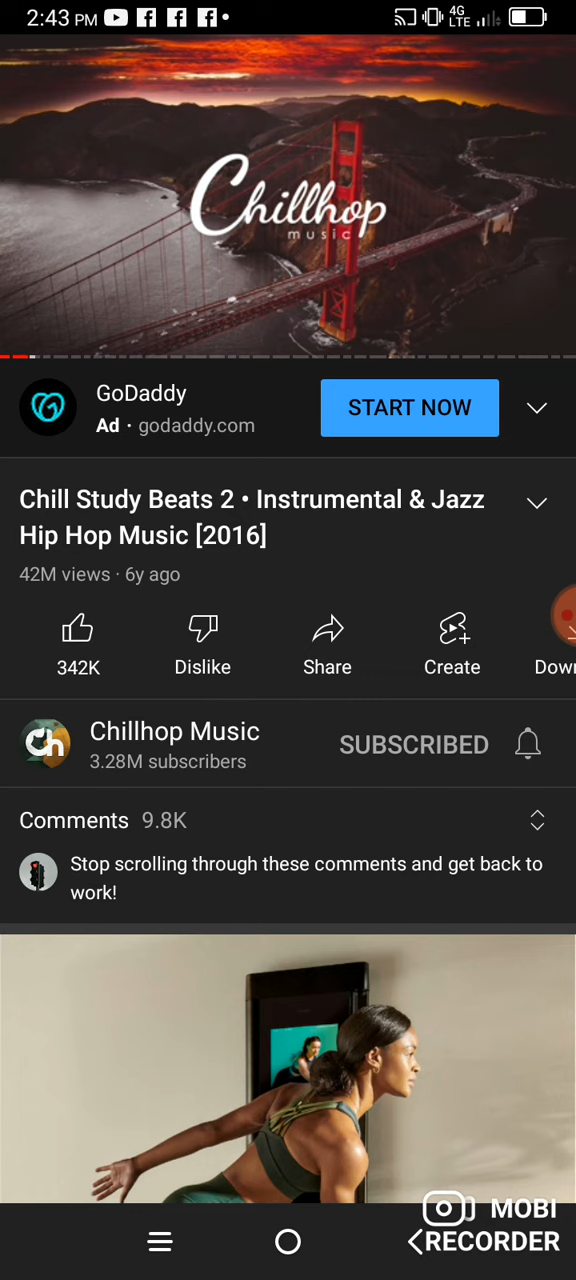 2:43 PM
4G
LTE
Chillhop
music
GoDaddy
Ad · godaddy.com
START NOW
Chill Study Beats 2 • Instrumental & Jazz
Hip Hop Music [2016]
42M views · 6y ago
342K
Dislike
Share
Create
Down
Ch
Chillhop Music
3.28M subscribers
SUBSCRIBED
Comments 9.8K
Stop scrolling through these comments and get back to
work!
MOBI
RECORDER